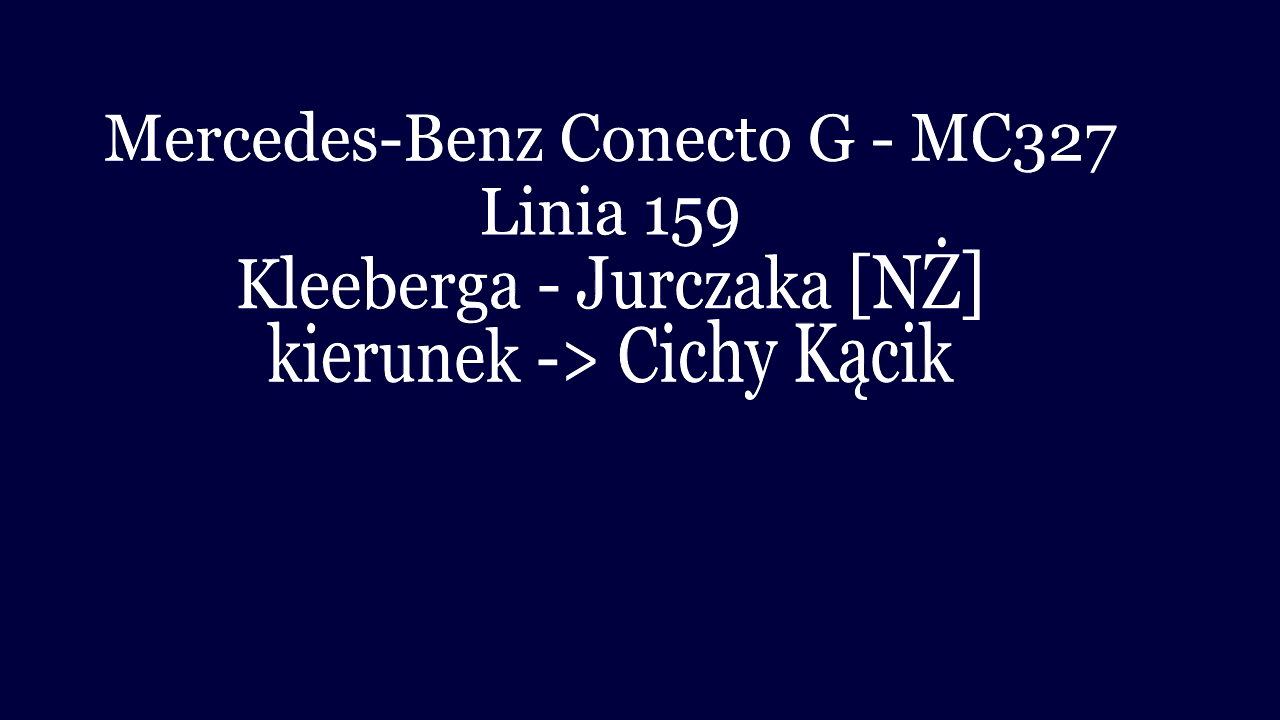 Mercedes-Benz Conecto G - MC327
Linia 159
Kleeberga - Jurczaka [NŻ]
kierunek -> Cichy Kącik